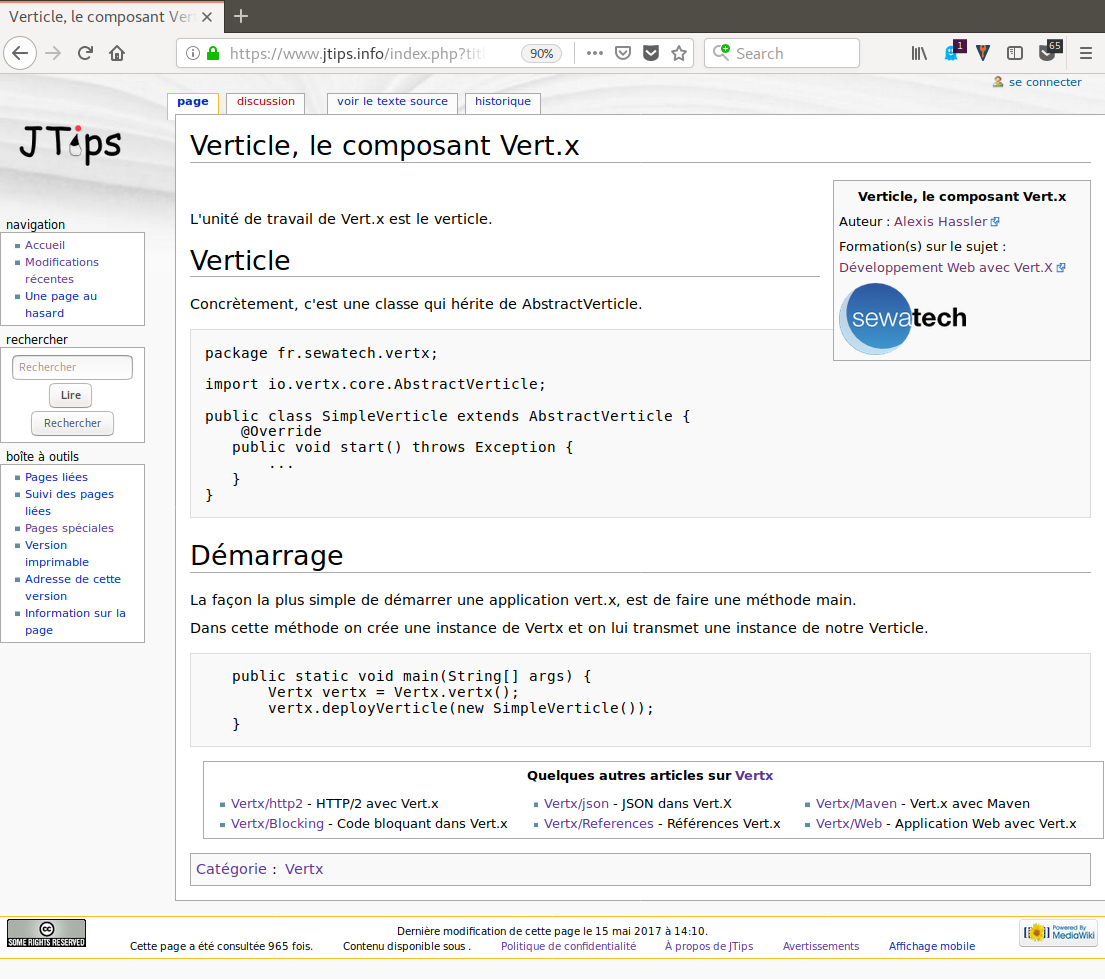 Verticle, le composant Ver
https://www.jtips.info/index.php?tit
90%
Search
1
65
se connecter
page
discussion
voir le texte source
historique
JTips
Verticle, le composant Vert.x
Verticle, le composant Vert.x
Auteur : Alexis Hassler
Formation(s) sur le sujet :
Développement Web avec Vert.X
sewatech
L'unité de travail de Vert.x est le verticle.
Verticle
Concrètement, c'est une classe qui hérite de AbstractVerticle.
package fr.sewatech.vertx;
import io.vertx.core.AbstractVerticle;
public class SimpleVerticle extends AbstractVerticle {
@Override
public void start() throws Exception {
...
}
}
Démarrage
La façon la plus simple de démarrer une application vert.x, est de faire une méthode main.
Dans cette méthode on crée une instance de Vertx et on lui transmet une instance de notre Verticle.
public static void main(String[] args) {
Vertx vertx = Vertx.vertx();
vertx.deployVerticle(new SimpleVerticle());
}
Quelques autres articles sur Vertx
Vertx/http2 - HTTP/2 avec Vert.x
Vertx/json - JSON dans Vert.X
Vertx/Maven - Vert.x avec Maven
Vertx/Blocking - Code bloquant dans Vert.x
Vertx/References - Références Vert.x
Vertx/Web - Application Web avec Vert.x
Catégorie : Vertx
navigation
Accueil
Modifications
récentes
Une page au
hasard
rechercher
Rechercher
Lire
Rechercher
boîte à outils
Pages liées
Suivi des pages
liées
Pages spéciales
Version
imprimable
Adresse de cette
version
Information sur la
page
cc
SOME RIGHTS RESERVED
Dernière modification de cette page le 15 mai 2017 à 14:10.
Cette page a été consultée 965 fois.
Contenu disponible sous .
Politique de confidentialité
À propos de JTips
Avertissements
Affichage mobile
Powered By
MediaWiki